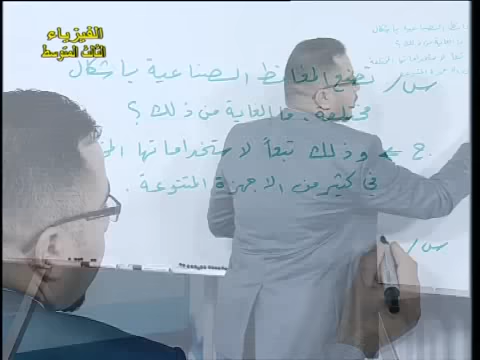 الفيزياء
الثالث المتوسط
س/ تصنع المغانط الصناعية بأشكال
مختلفة. ما الغاية من ذلك؟
ج ⇐ وذلك تبعاً لاستخداماتها
في كثير من الاجهزة المتنوعة.
س/